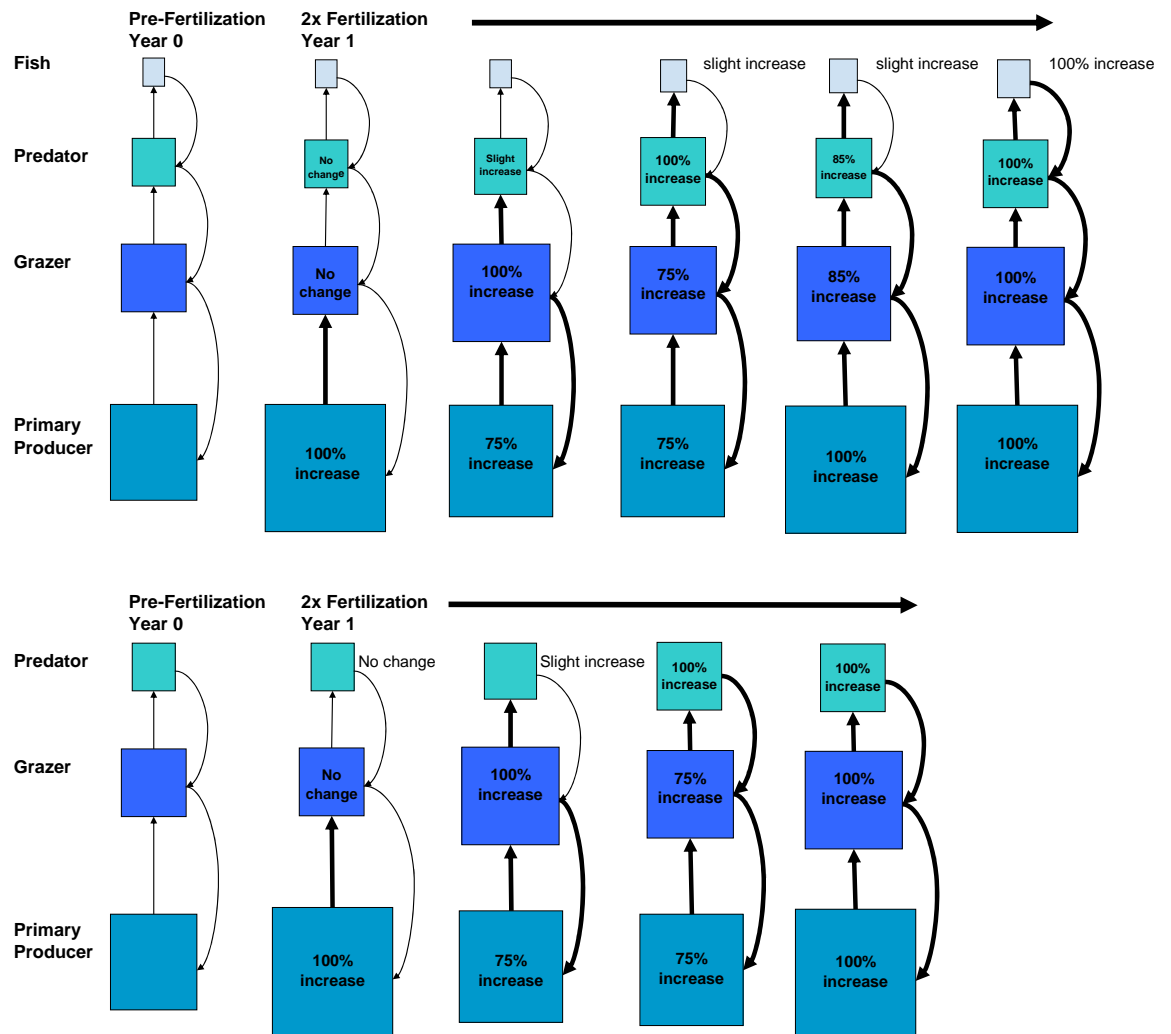 Pre-Fertilization
Year 0
2x Fertilization
Year 1
Fish
slight increase
slight increase
100% increase
Predator
No
change
Slight
increase
100%
increase
85%
increase
100%
increase
Grazer
No
change
100%
increase
75%
increase
85%
increase
100%
increase
Primary
Producer
100%
increase
75%
increase
75%
increase
100%
increase
100%
increase
Pre-Fertilization
Year 0
2x Fertilization
Year 1
Predator
No change
Slight increase
100%
increase
100%
increase
Grazer
No
change
100%
increase
75%
increase
100%
increase
Primary
Producer
100%
increase
75%
increase
75%
increase
100%
increase